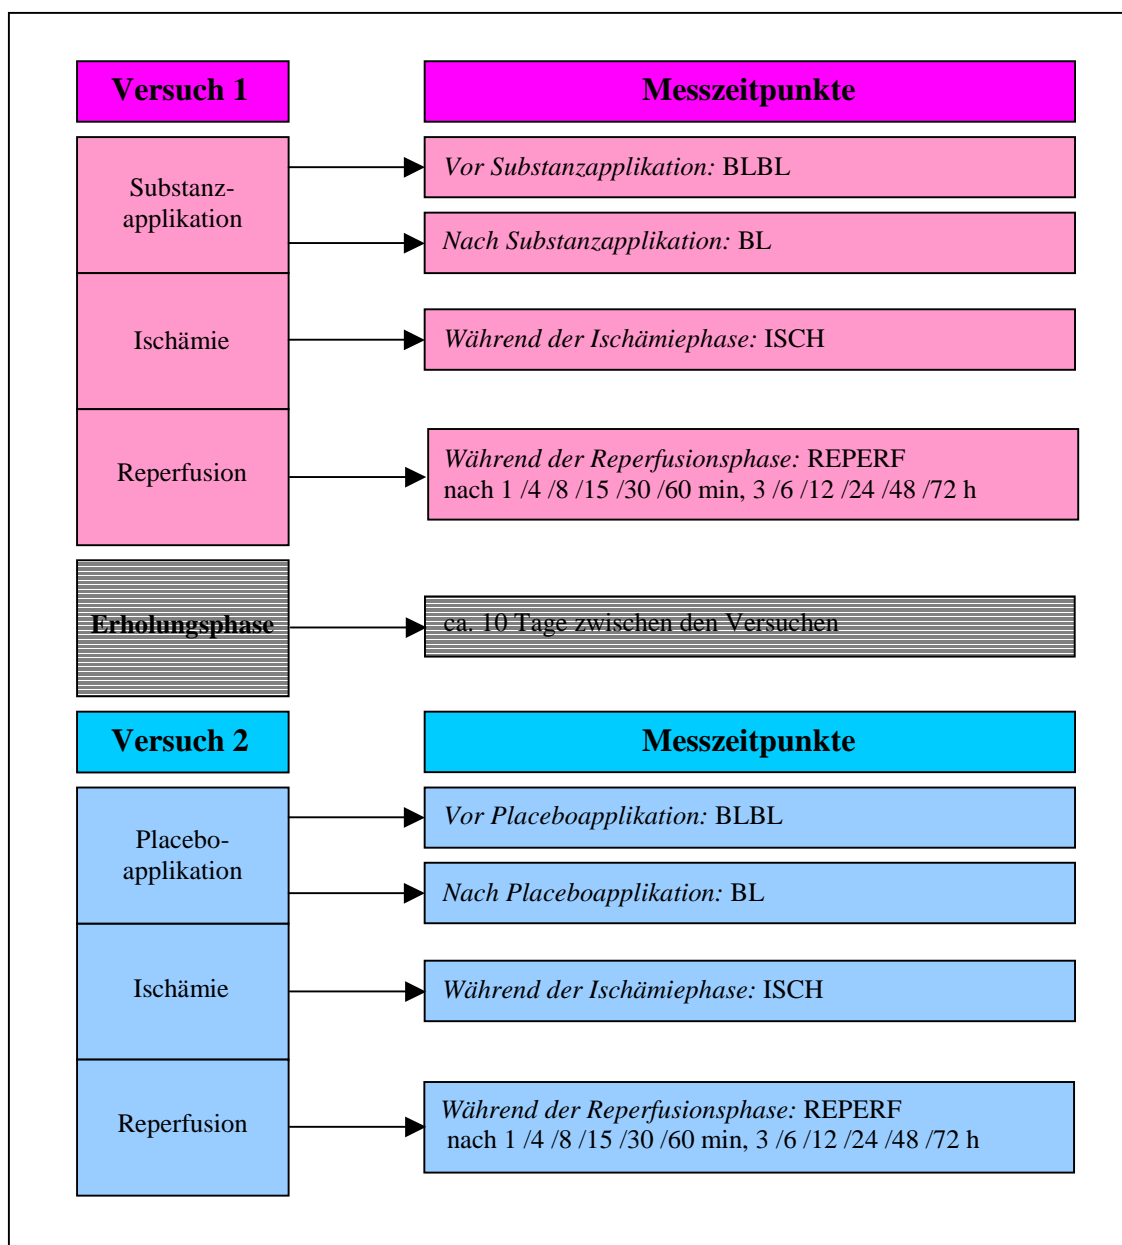 Versuch 1
Messzeitpunkte
Substanz-
applikation
Vor Substanzapplikation: BLBL
Nach Substanzapplikation: BL
Ischämie
Während der Ischämiephase: ISCH
Reperfusion
Während der Reperfusionsphase: REPERF
nach 1 /4 /8 /15 /30 /60 min, 3 /6 /12 /24 /48 /72 h
Erholungsphase
ca. 10 Tage zwischen den Versuchen
Versuch 2
Messzeitpunkte
Placebo-
applikation
Vor Placeboapplikation: BLBL
Nach Placeboapplikation: BL
Ischämie
Während der Ischämiephase: ISCH
Reperfusion
Während der Reperfusionsphase: REPERF
nach 1 /4 /8 /15 /30 /60 min, 3 /6 /12 /24 /48 /72 h